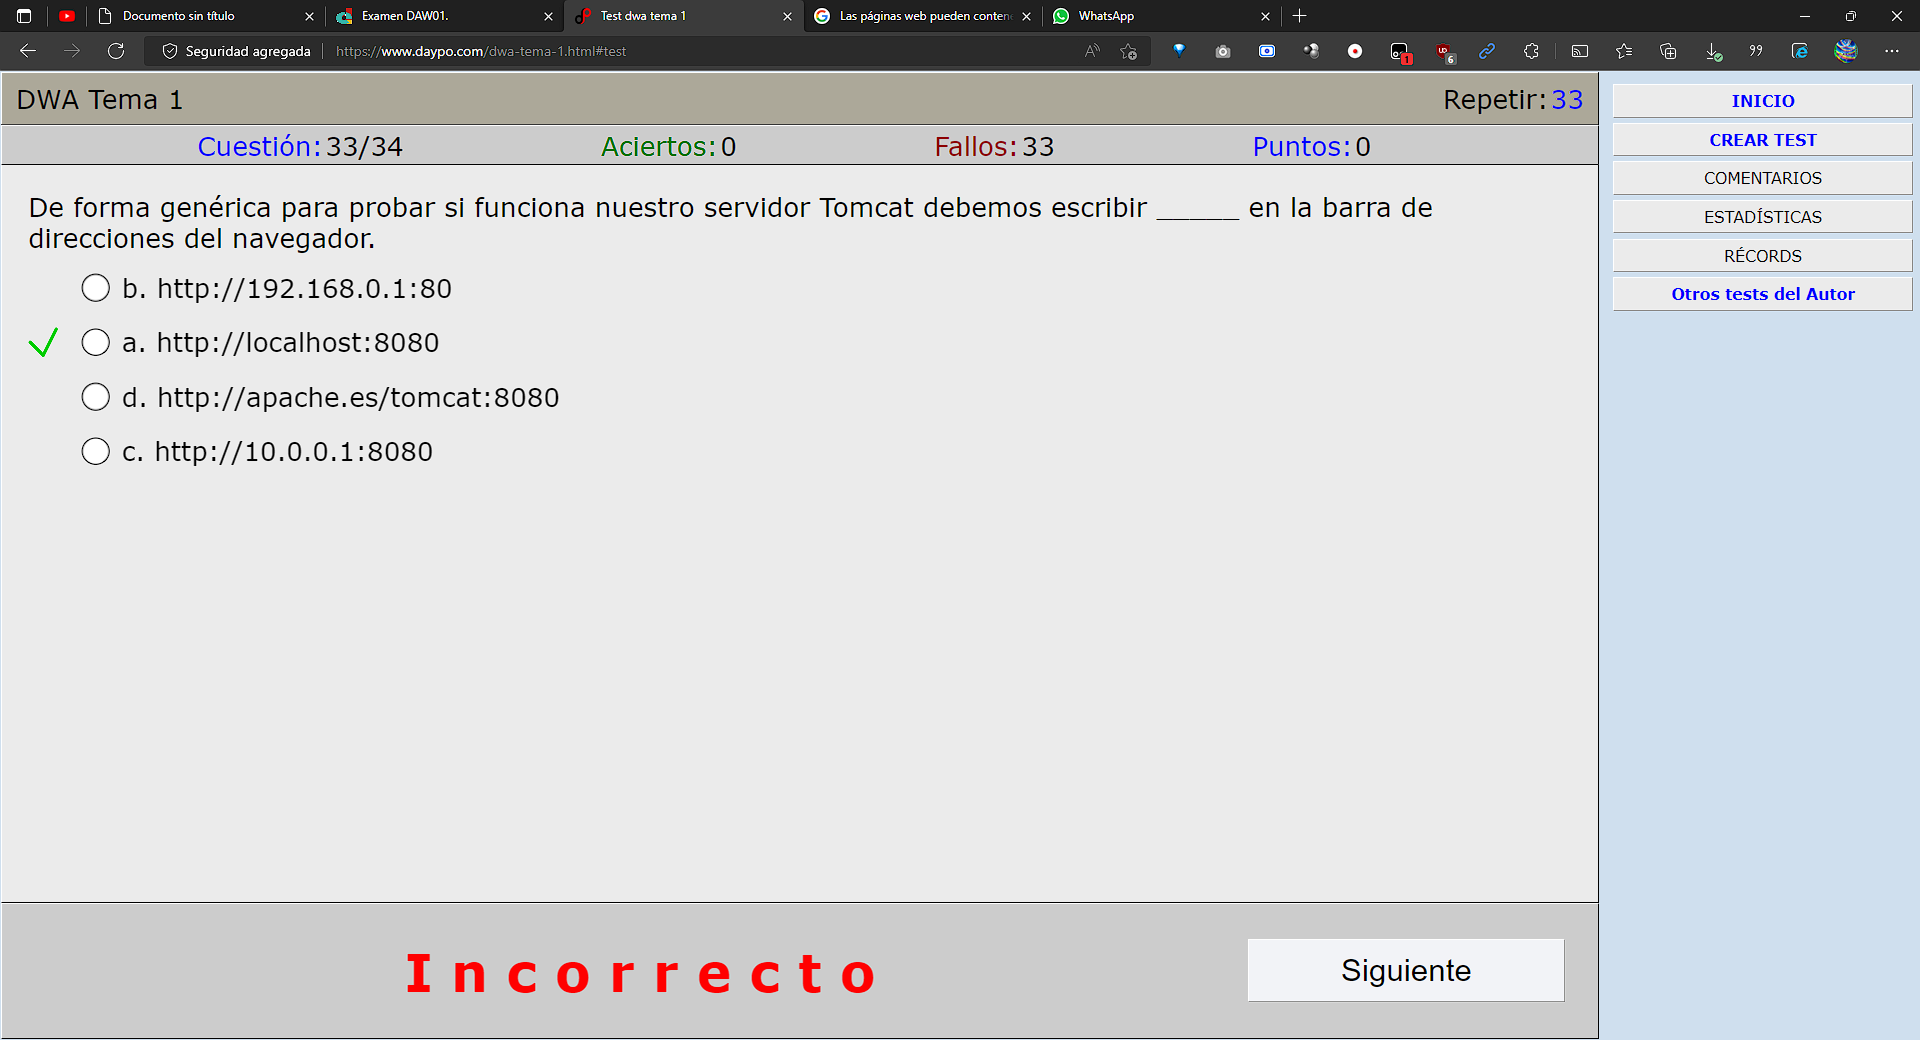 Documento sin título
Examen DAW01.
Test dwa tema 1
Las páginas web pueden conten
WhatsApp
Seguridad agregada
https://www.daypo.com/dwa-tema-1.html#test
1
6
DWA Tema 1
Repetir: 33
Cuestión: 33/34
Aciertos: 0
Fallos: 33
Puntos: 0
De forma genérica para probar si funciona nuestro servidor Tomcat debemos escribir _____ en la barra de
direcciones del navegador.
b. http://192.168.0.1:80
a. http://localhost:8080
d. http://apache.es/tomcat:8080
c. http://10.0.0.1:8080
Incorrecto
Siguiente
INICIO
CREAR TEST
COMENTARIOS
ESTADÍSTICAS
RÉCORDS
Otros tests del Autor